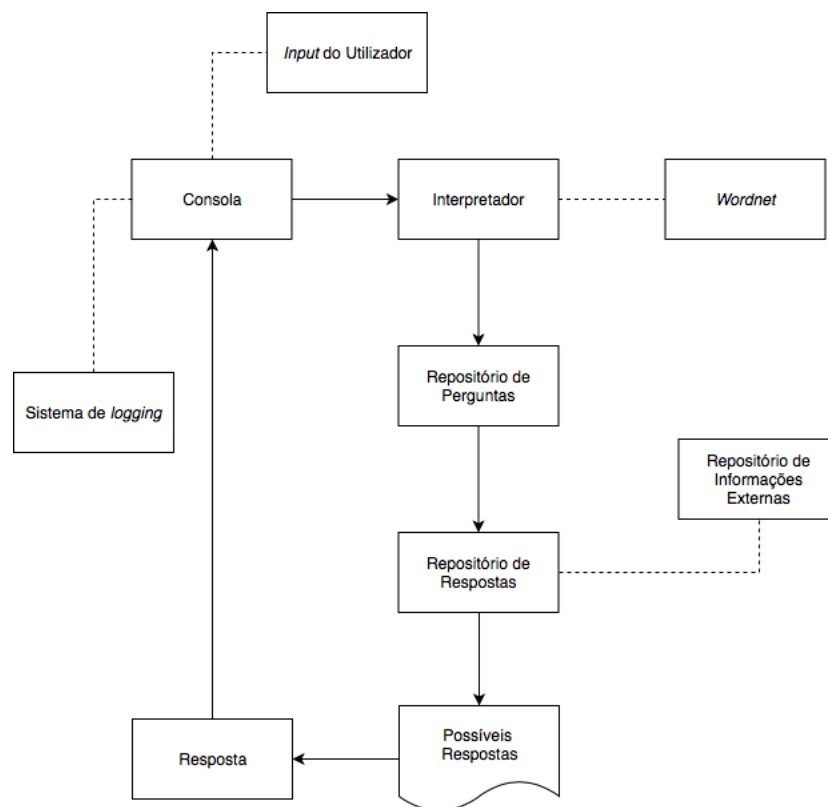 Input do Utilizador
Consola
Interpretador
Wordnet
Repositório de
Perguntas
Sistema de logging
Repositório de
Informações
Externas
Repositório de
Respostas
Possíveis
Respostas
Resposta